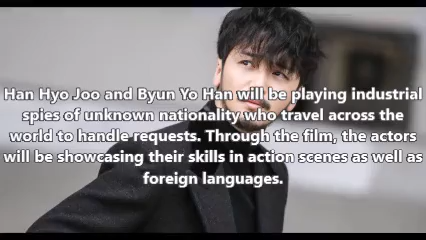 Han Hyo Joo and Byun Yo Han will be playing industrial
spies of unknown nationality who travel across the
world to handle requests. Through the film, the actors
will be showcasing their skills in action scenes as well as
foreign languages.